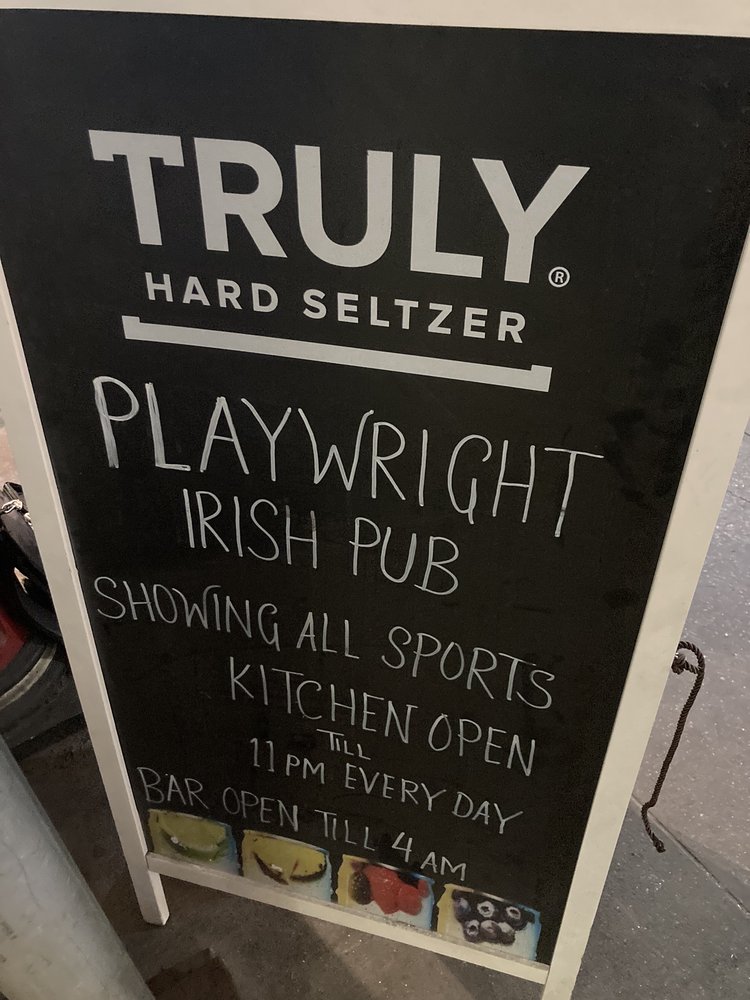 TRULY®
HARD SELTZER
PLAYWRIGHT
IRISH PUB
SHOWING ALL SPORTS
KITCHEN OPEN
TILL
11 PM EVERY DAY
BAR OPEN TILL 4 AM